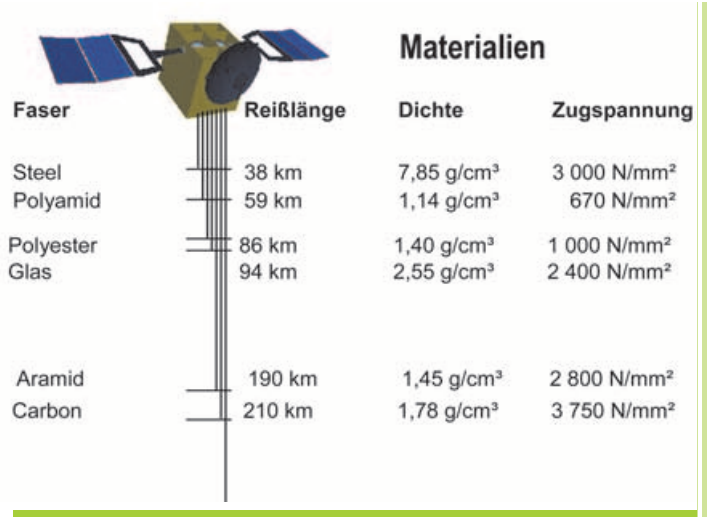 Materialien
Faser Reißlänge Dichte Zugspannung
Steel 38 km 7,85 g/cm³ 3 000 N/mm²
Polyamid 59 km 1,14 g/cm³ 670 N/mm²
Polyester 86 km 1,40 g/cm³ 1 000 N/mm²
Glas 94 km 2,55 g/cm³ 2 400 N/mm²
Aramid 190 km 1,45 g/cm³ 2 800 N/mm²
Carbon 210 km 1,78 g/cm³ 3 750 N/mm²